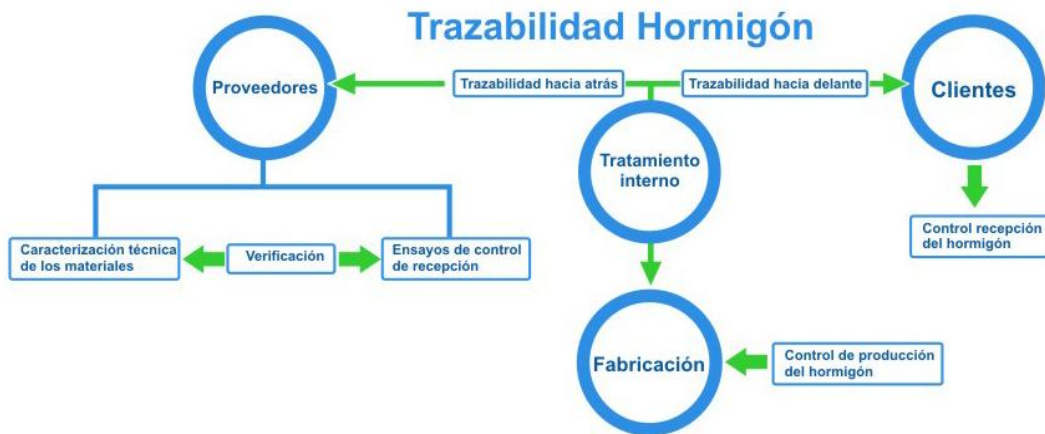 Trazabilidad Hormigón
Proveedores
Trazabilidad hacia atrás
Trazabilidad hacia delante
Clientes
Tratamiento
interno
Caracterización técnica
de los materiales
Verificación
Ensayos de control
de recepción
Control recepción
del hormigón
Fabricación
Control de producción
del hormigón